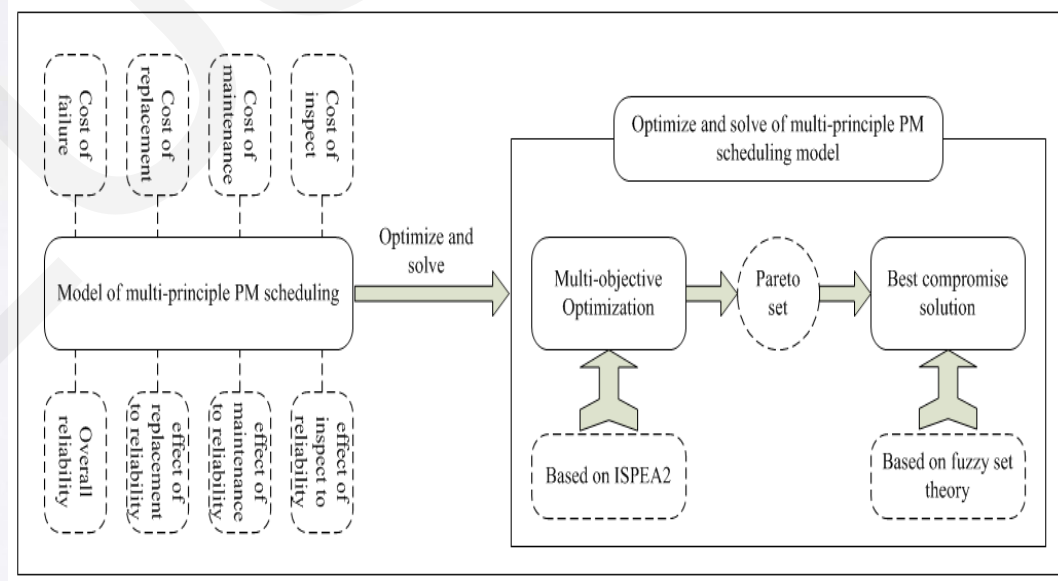 Cost of
failure
Cost of
replacement
Cost of
maintenance
Cost of
inspect
Model of multi-principle PM scheduling
Overall
reliability
effect of
replacement
to reliability
effect of
maintenance
to reliability
effect of
inspect to
reliability
Optimize and
solve
Optimize and solve of multi-principle PM
scheduling model
Multi-objective
Optimization
Pareto
set
Best compromise
solution
Based on ISPEA2
Based on fuzzy set
theory